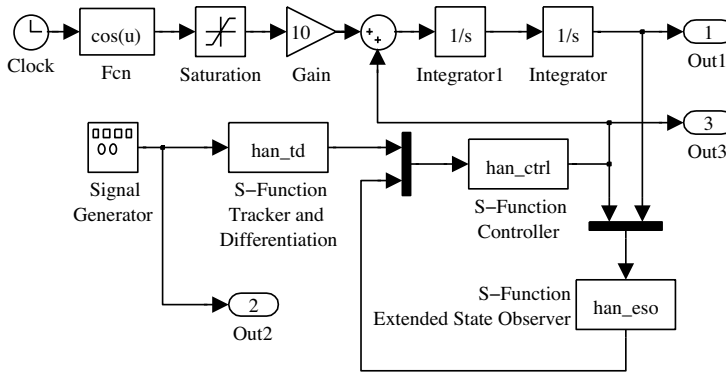 cos(u)
10
+
+
1/s
1/s
1
Clock
Fcn
Saturation
Gain
Integrator1
Integrator
Out1
3
Out3
han_td
han_ctrl
Signal
Generator
S−Function
Tracker and
Differentiation
S−Function
Controller
2
Out2
S−Function
Extended State Observer
han_eso